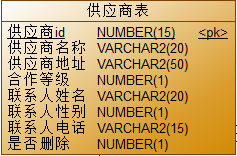 供应商表
供应商id NUMBER(15) <pk>
供应商名称 VARCHAR2(20)
供应商地址 VARCHAR2(50)
合作等级 NUMBER(1)
联系人姓名 VARCHAR2(20)
联系人性别 NUMBER(1)
联系人电话 VARCHAR2(15)
是否删除 NUMBER(1)